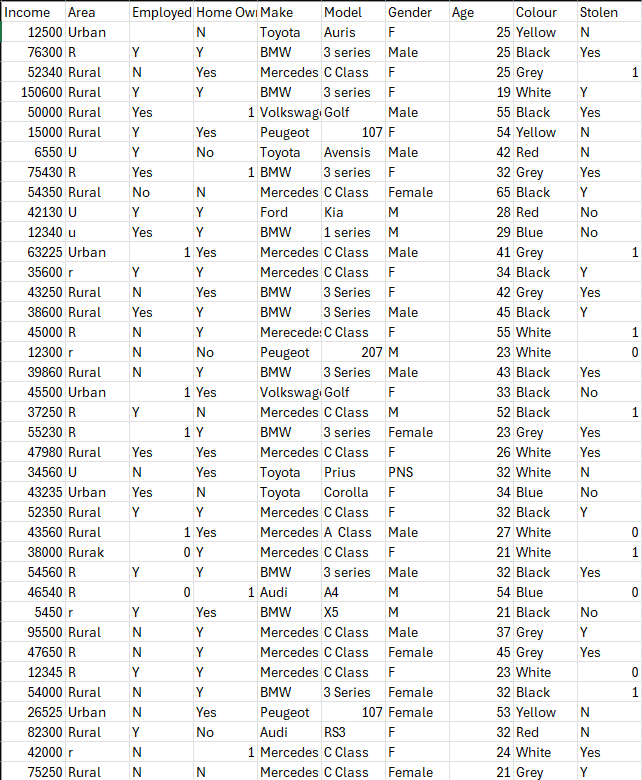 Income Area Employed Home Own Make Model Gender Age Colour Stolen
12500 Urban N Toyota Auris F 25 Yellow N
76300 R Y Y BMW 3 series Male 25 Black Yes
52340 Rural N Yes Mercedes C Class F 25 Grey 1
150600 Rural Y Y BMW 3 series F 19 White Y
50000 Rural Yes 1 Volkswag Golf Male 55 Black Yes
15000 Rural Y Yes Peugeot 107 F 54 Yellow N
6550 U Y No Toyota Avensis Male 42 Red N
75430 R Yes 1 BMW 3 series F 32 Grey Yes
54350 Rural No N Mercedes C Class Female 65 Black Y
42130 U Y Y Ford Kia M 28 Red No
12340 u Yes Y BMW 1 series M 29 Blue No
63225 Urban 1 Yes Mercedes C Class Male 41 Grey 1
35600 r Y Y Mercedes C Class F 34 Black Y
43250 Rural N Yes BMW 3 Series F 42 Grey Yes
38600 Rural Yes Y BMW 3 Series Male 45 Black Y
45000 R N Y Merecedes C Class F 55 White 1
12300 r N No Peugeot 207 M 23 White 0
39860 Rural N Y BMW 3 Series Male 43 Black Yes
45500 Urban 1 Yes Volkswag Golf F 33 Black No
37250 R Y N Mercedes C Class M 52 Black 1
55230 R 1 Y BMW 3 series Female 23 Grey Yes
47980 Rural Yes Yes Mercedes C Class F 26 White Yes
34560 U N Yes Toyota Prius PNS 32 White N
43235 Urban Yes N Toyota Corolla F 34 Blue No
52350 Rural Y Y Mercedes C Class F 32 Black Y
43560 Rural 1 Yes Mercedes A Class Male 27 White 0
38000 Rurak 0 Y Mercedes C Class F 21 White 1
54560 R Y Y BMW 3 series Male 32 Black Yes
46540 R 0 1 Audi A4 M 54 Blue 0
5450 r Y Yes BMW X5 M 21 Black No
95500 Rural N Y Mercedes C Class Male 37 Grey Y
47650 R N Y Mercedes C Class Female 45 Grey Yes
12345 R Y Y Mercedes C Class F 23 White 0
54000 Rural N Y BMW 3 Series Female 32 Black 1
26525 Urban N Yes Peugeot 107 Female 53 Yellow N
82300 Rural Y No Audi RS3 F 32 Red N
42000 r N 1 Mercedes C Class F 24 White Yes
75250 Rural N N Mercedes C Class Female 21 Grey Y